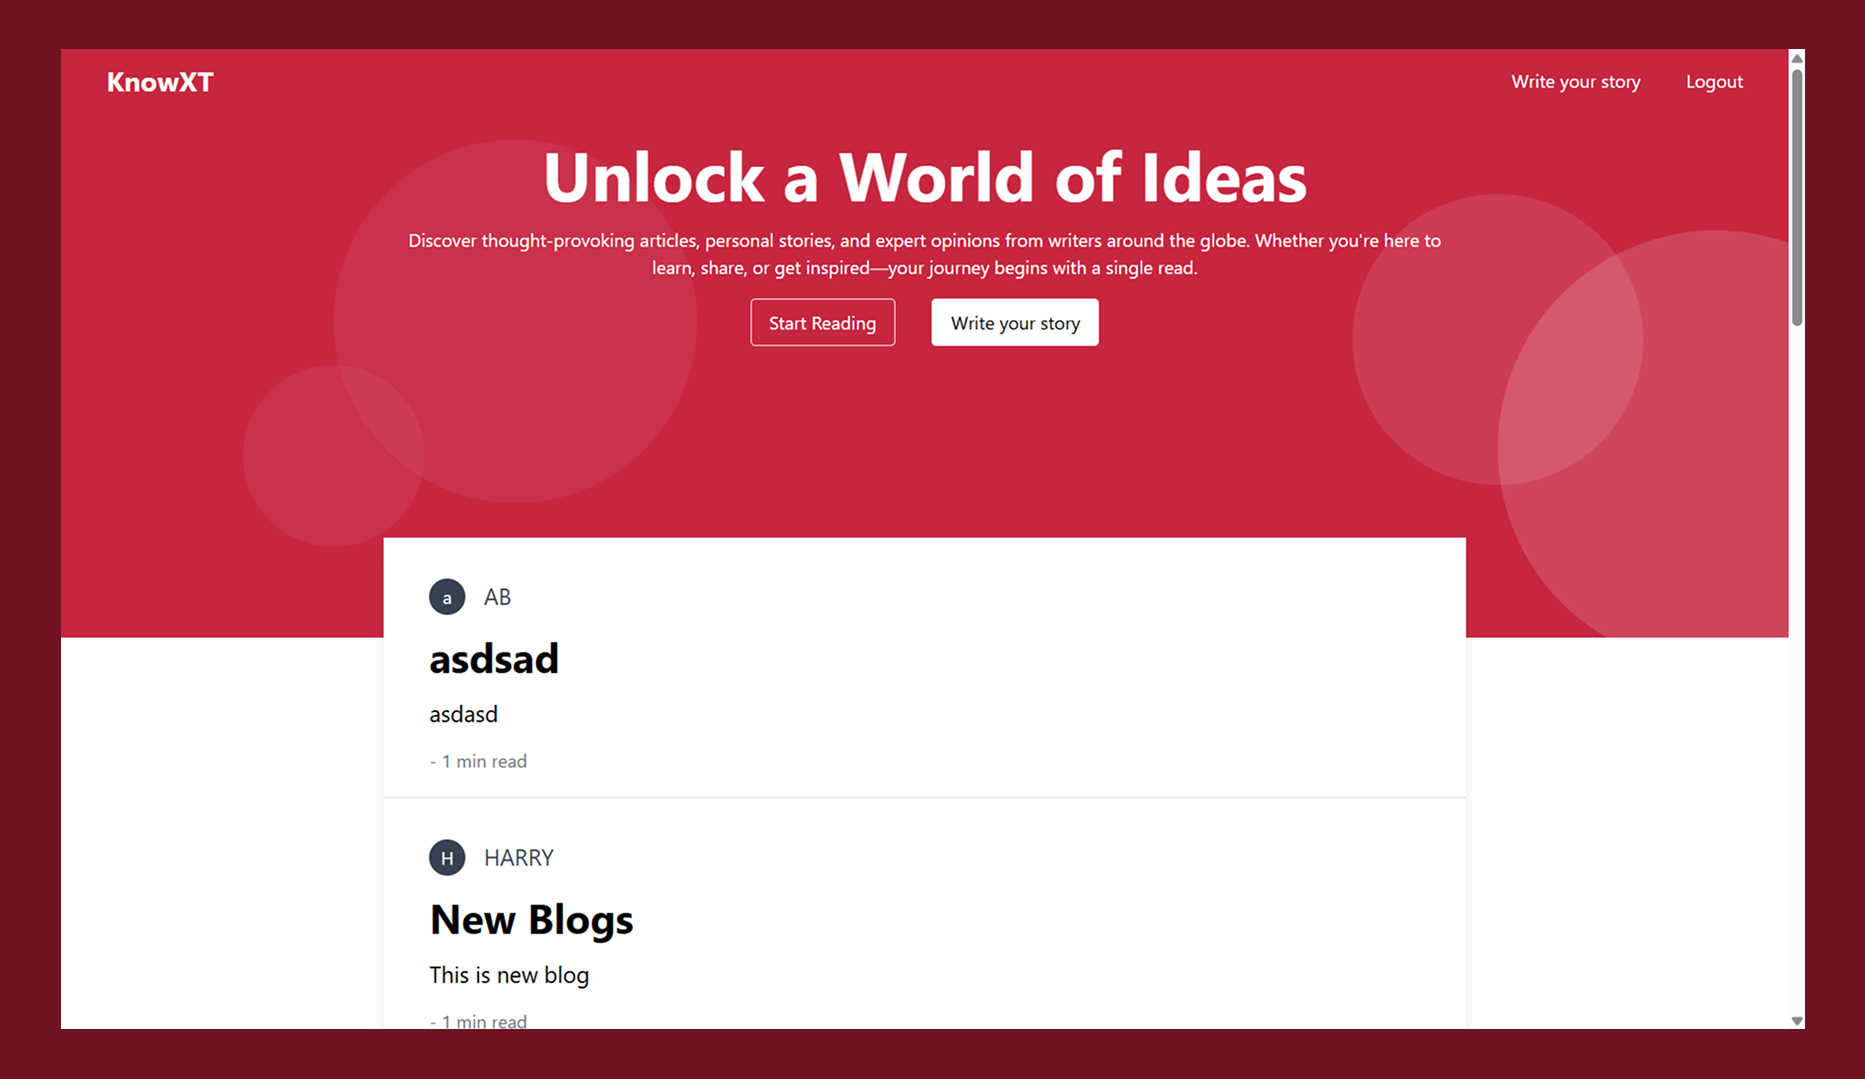 KnowXT
Write your story
Logout
Unlock a World of Ideas
Discover thought-provoking articles, personal stories, and expert opinions from writers around the globe. Whether you're here to
learn, share, or get inspired—your journey begins with a single read.
Start Reading
Write your story
a
AB
asdsad
asdasd
- 1 min read
H
HARRY
New Blogs
This is new blog
- 1 min read